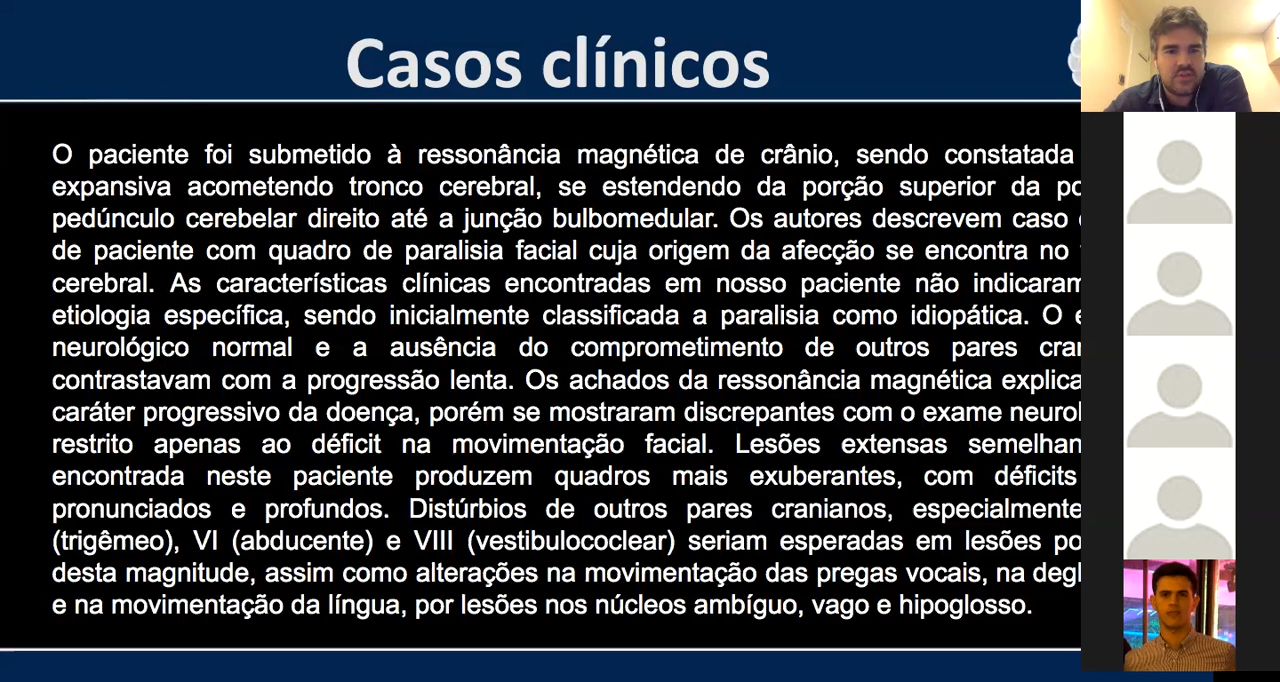 Casos clínicos
O paciente foi submetido à ressonância magnética de crânio, sendo constatada
expansiva acometendo tronco cerebral, se estendendo da porção superior da
pedúnculo cerebelar direito até a junção bulbomedular. Os autores descrevem caso
de paciente com quadro de paralisia facial cuja origem da afecção se encontra no
cerebral. As características clínicas encontradas em nosso paciente não indicaram
etiologia específica, sendo inicialmente classificada a paralisia como idiopática. O
neurológico normal e a ausência do comprometimento de outros pares
contrastavam com a progressão lenta. Os achados da ressonância magnética
caráter progressivo da doença, porém se mostraram discrepantes com o exame
restrito apenas ao déficit na movimentação facial. Lesões extensas
encontrada neste paciente produzem quadros mais exuberantes, com déficits
pronunciados e profundos. Distúrbios de outros pares cranianos, especialmente
(trigêmeo), VI (abducente) e VIII (vestibulococlear) seriam esperadas em lesões
desta magnitude, assim como alterações na movimentação das pregas vocais, na
e na movimentação da língua, por lesões nos núcleos ambíguo, vago e hipoglosso.